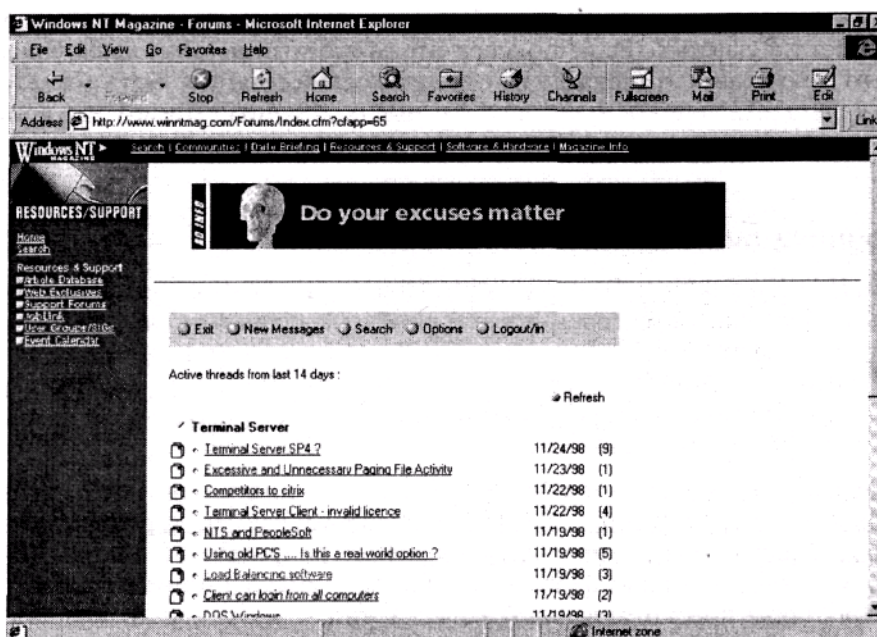 Windows NT Magazine - Forums - Microsoft Internet Explorer
File Edit View Go Favorites Help
Back Forward Stop Refresh Home Search Favorites History Channels Fullscreen Mail Print Edit
Address http://www.winntmag.com/Forums/Index.cfm?cfapp=65 Link
Windows NT MAGAZINE
Search | Communities | Daily Briefing | Resources & Support | Software & Hardware | Magazine Info
RESOURCES/SUPPORT
Home
Search
Resources & Support
Article Database
Web Exclusives
Support Forums
JobLink
User Groups/SIGs
Event Calendar
AD INFO
Do your excuses matter
Exit New Messages Search Options Logout/in
Active threads from last 14 days :
Refresh
Terminal Server
Terminal Server SP4 ? 11/24/98 (9)
Excessive and Unnecessary Paging File Activity 11/23/98 (1)
Competitors to citrix 11/22/98 (1)
Terminal Server Client - invalid licence 11/22/98 (4)
NTS and PeopleSoft 11/19/98 (1)
Using old PC'S .... Is this a real world option ? 11/19/98 (5)
Load Balancing software 11/19/98 (3)
Client can login from all computers 11/19/98 (2)
DOS Windows 11/19/98 (3)
Internet zone